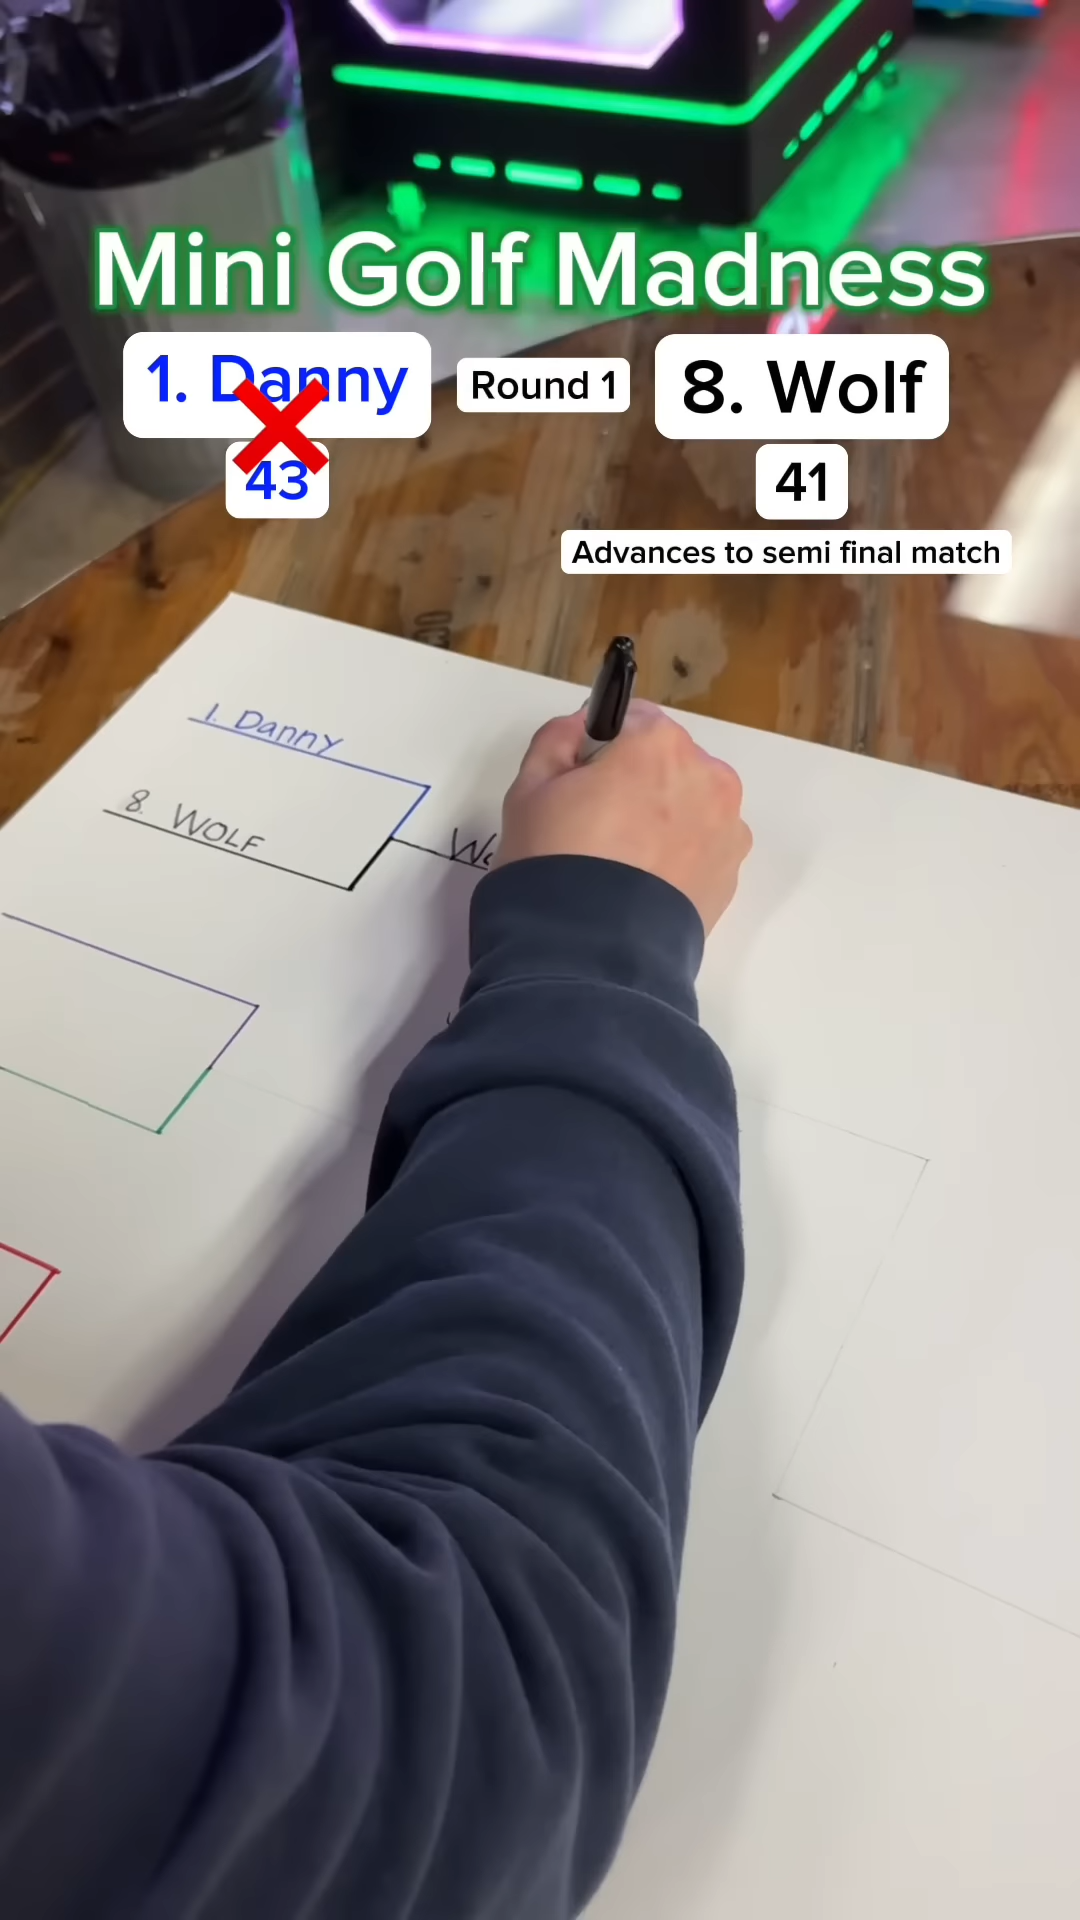 Mini Golf Madness
1. Danny
Round 1
8. Wolf
43
41
Advances to semi final match
1. Danny
8. WOLF